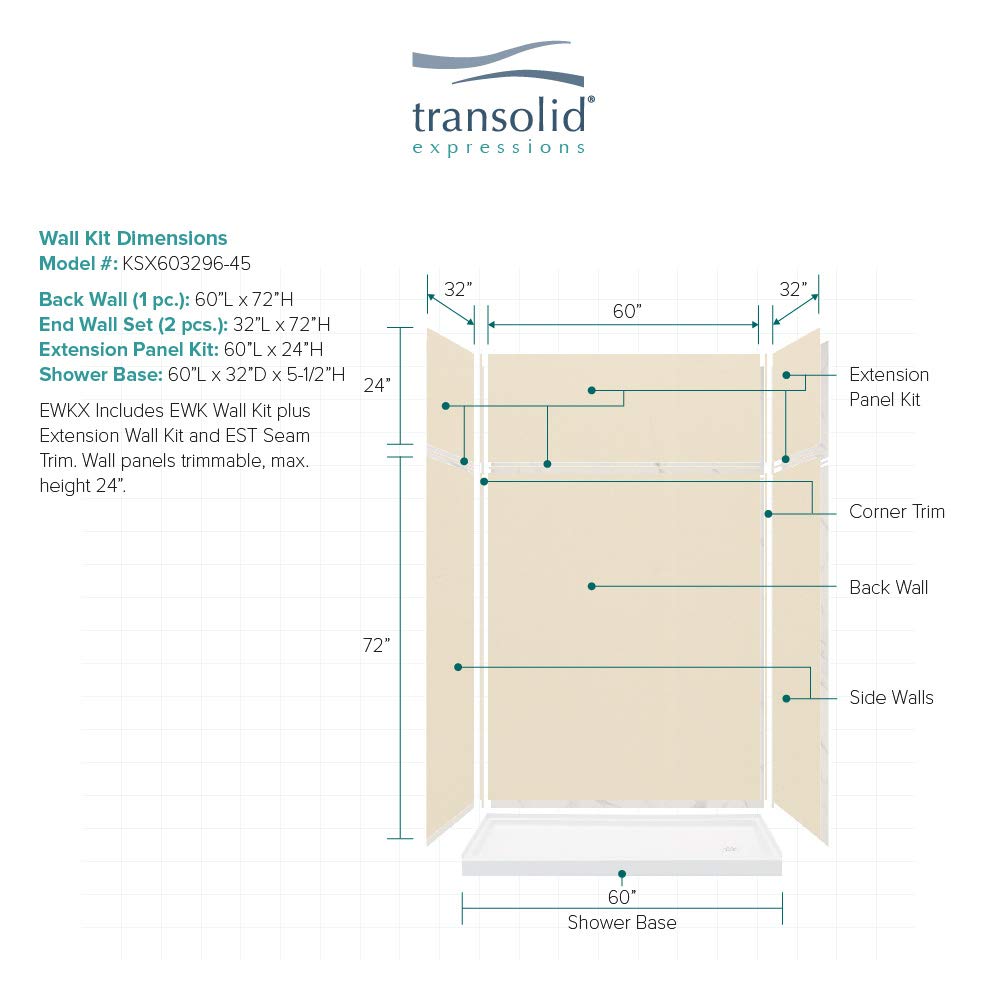 transolid®
expressions
Wall Kit Dimensions
Model #: KSX603296-45
Back Wall (1 pc.): 60”L x 72”H
End Wall Set (2 pcs.): 32”L x 72”H
Extension Panel Kit: 60”L x 24”H
Shower Base: 60”L x 32”D x 5-1/2”H
EWKX Includes EWK Wall Kit plus
Extension Wall Kit and EST Seam
Trim. Wall panels trimmable, max.
height 24”.
32”
60”
32”
24”
Extension
Panel Kit
Corner Trim
Back Wall
72”
Side Walls
60”
Shower Base